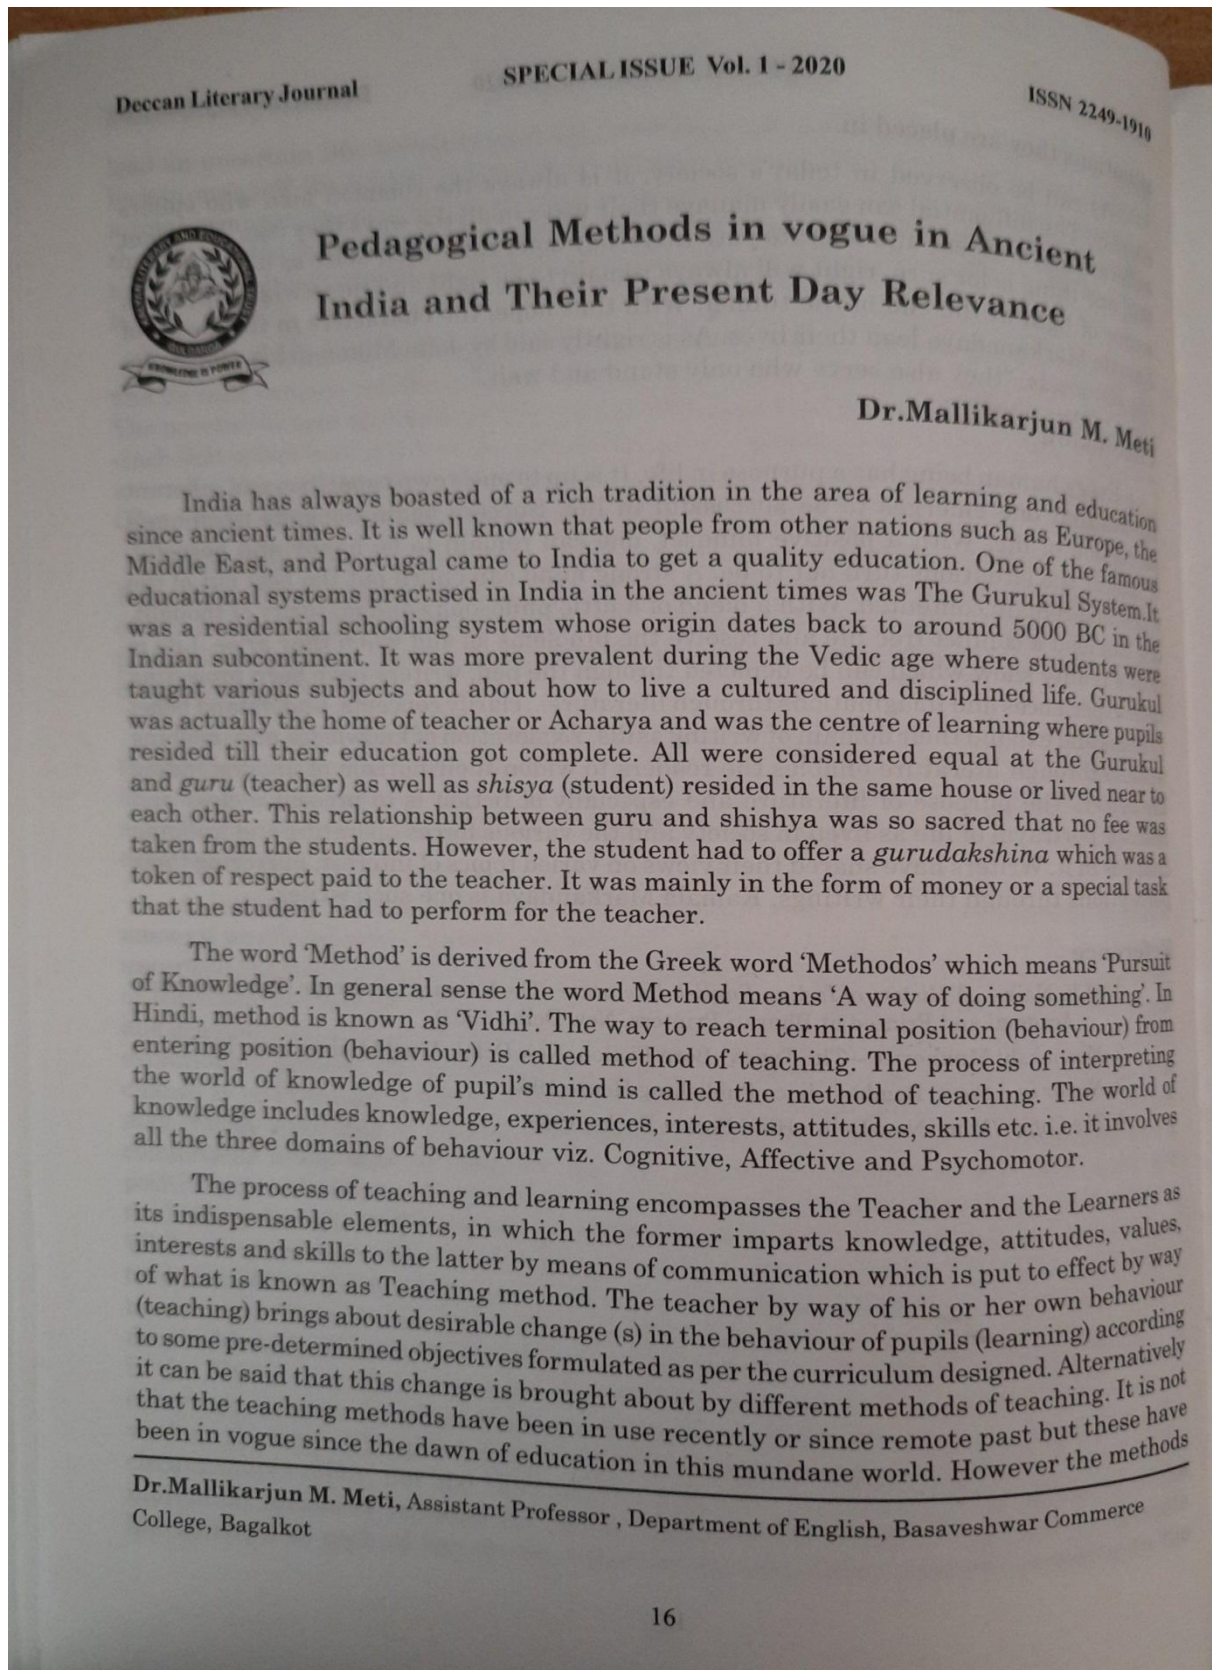 Deccan Literary Journal
SPECIAL ISSUE Vol. 1 - 2020
ISSN 2249-1910
KNOWLEDGE IS POWER
Pedagogical Methods in vogue in Ancient
India and Their Present Day Relevance
Dr.Mallikarjun M. Meti
India has always boasted of a rich tradition in the area of learning and education
since ancient times. It is well known that people from other nations such as Europe, the
Middle East, and Portugal came to India to get a quality education. One of the famous
educational systems practised in India in the ancient times was The Gurukul System.It
was a residential schooling system whose origin dates back to around 5000 BC in the
Indian subcontinent. It was more prevalent during the Vedic age where students were
taught various subjects and about how to live a cultured and disciplined life. Gurukul
was actually the home of teacher or Acharya and was the centre of learning where pupils
resided till their education got complete. All were considered equal at the Gurukul
and guru (teacher) as well as shisya (student) resided in the same house or lived near to
each other. This relationship between guru and shishya was so sacred that no fee was
taken from the students. However, the student had to offer a gurudakshina which was a
token of respect paid to the teacher. It was mainly in the form of money or a special task
that the student had to perform for the teacher.
The word ‘Method’ is derived from the Greek word ‘Methodos’ which means ‘Pursuit
of Knowledge’. In general sense the word Method means ‘A way of doing something’. In
Hindi, method is known as ‘Vidhi’. The way to reach terminal position (behaviour) from
entering position (behaviour) is called method of teaching. The process of interpreting
the world of knowledge of pupil’s mind is called the method of teaching. The world of
knowledge includes knowledge, experiences, interests, attitudes, skills etc. i.e. it involves
all the three domains of behaviour viz. Cognitive, Affective and Psychomotor.
The process of teaching and learning encompasses the Teacher and the Learners as
its indispensable elements, in which the former imparts knowledge, attitudes, values,
interests and skills to the latter by means of communication which is put to effect by way
of what is known as Teaching method. The teacher by way of his or her own behaviour
(teaching) brings about desirable change (s) in the behaviour of pupils (learning) according
to some pre-determined objectives formulated as per the curriculum designed. Alternatively
it can be said that this change is brought about by different methods of teaching. It is not
that the teaching methods have been in use recently or since remote past but these have
been in vogue since the dawn of education in this mundane world. However the methods
Dr.Mallikarjun M. Meti, Assistant Professor , Department of English, Basaveshwar Commerce
College, Bagalkot
16